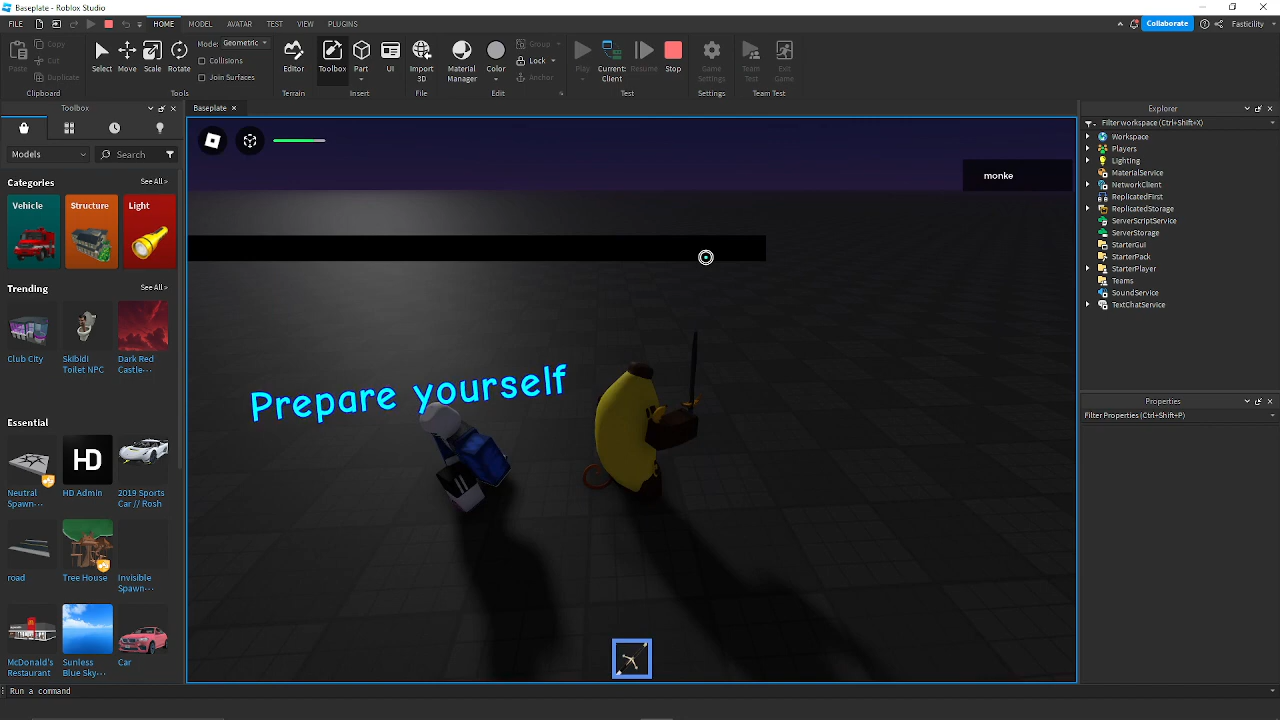 Baseplate - Roblox Studio
FILE
HOME
MODEL
AVATAR
TEST
VIEW
PLUGINS
Collaborate
Fasticility
Paste
Copy
Cut
Duplicate
Clipboard
Select
Move
Scale
Rotate
Mode: Geometric
Collisions
Join Surfaces
Tools
Editor
Terrain
Toolbox
Part
UI
Insert
Import 3D
File
Material Manager
Color
Group
Lock
Anchor
Edit
Play
Current: Client
Resume
Stop
Test
Game Settings
Settings
Team Test
Exit Game
Team Test
Toolbox
Baseplate
Models
Search
Categories
See All >
Vehicle
Structure
Light
Trending
See All >
Club City
Skibidi Toilet NPC
Dark Red Castle-···
Essential
Neutral Spawn-···
HD
HD Admin
2019 Sports Car // Rosh
road
Tree House
Invisible Spawn-···
McDonald's Restaurant
Sunless Blue Sky-··
Car
monke
Prepare yourself
Explorer
Filter workspace (Ctrl+Shift+X)
Workspace
Players
Lighting
MaterialService
NetworkClient
ReplicatedFirst
ReplicatedStorage
ServerScriptService
ServerStorage
StarterGui
StarterPack
StarterPlayer
Teams
SoundService
TextChatService
Properties
Filter Properties (Ctrl+Shift+P)
Run a command